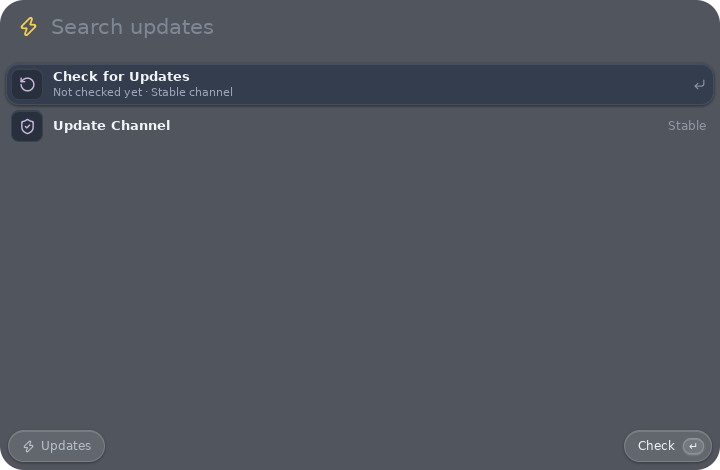 Search updates
Check for Updates
Not checked yet · Stable channel
Update Channel
Stable
Updates
Check